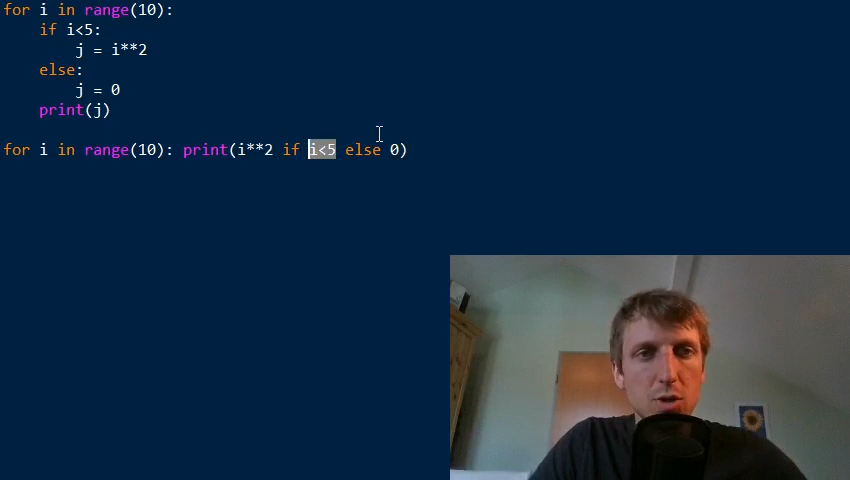 for i in range(10):
    if i<5:
        j = i**2
    else:
        j = 0
    print(j)
for i in range(10): print(i**2 if i<5 else 0)